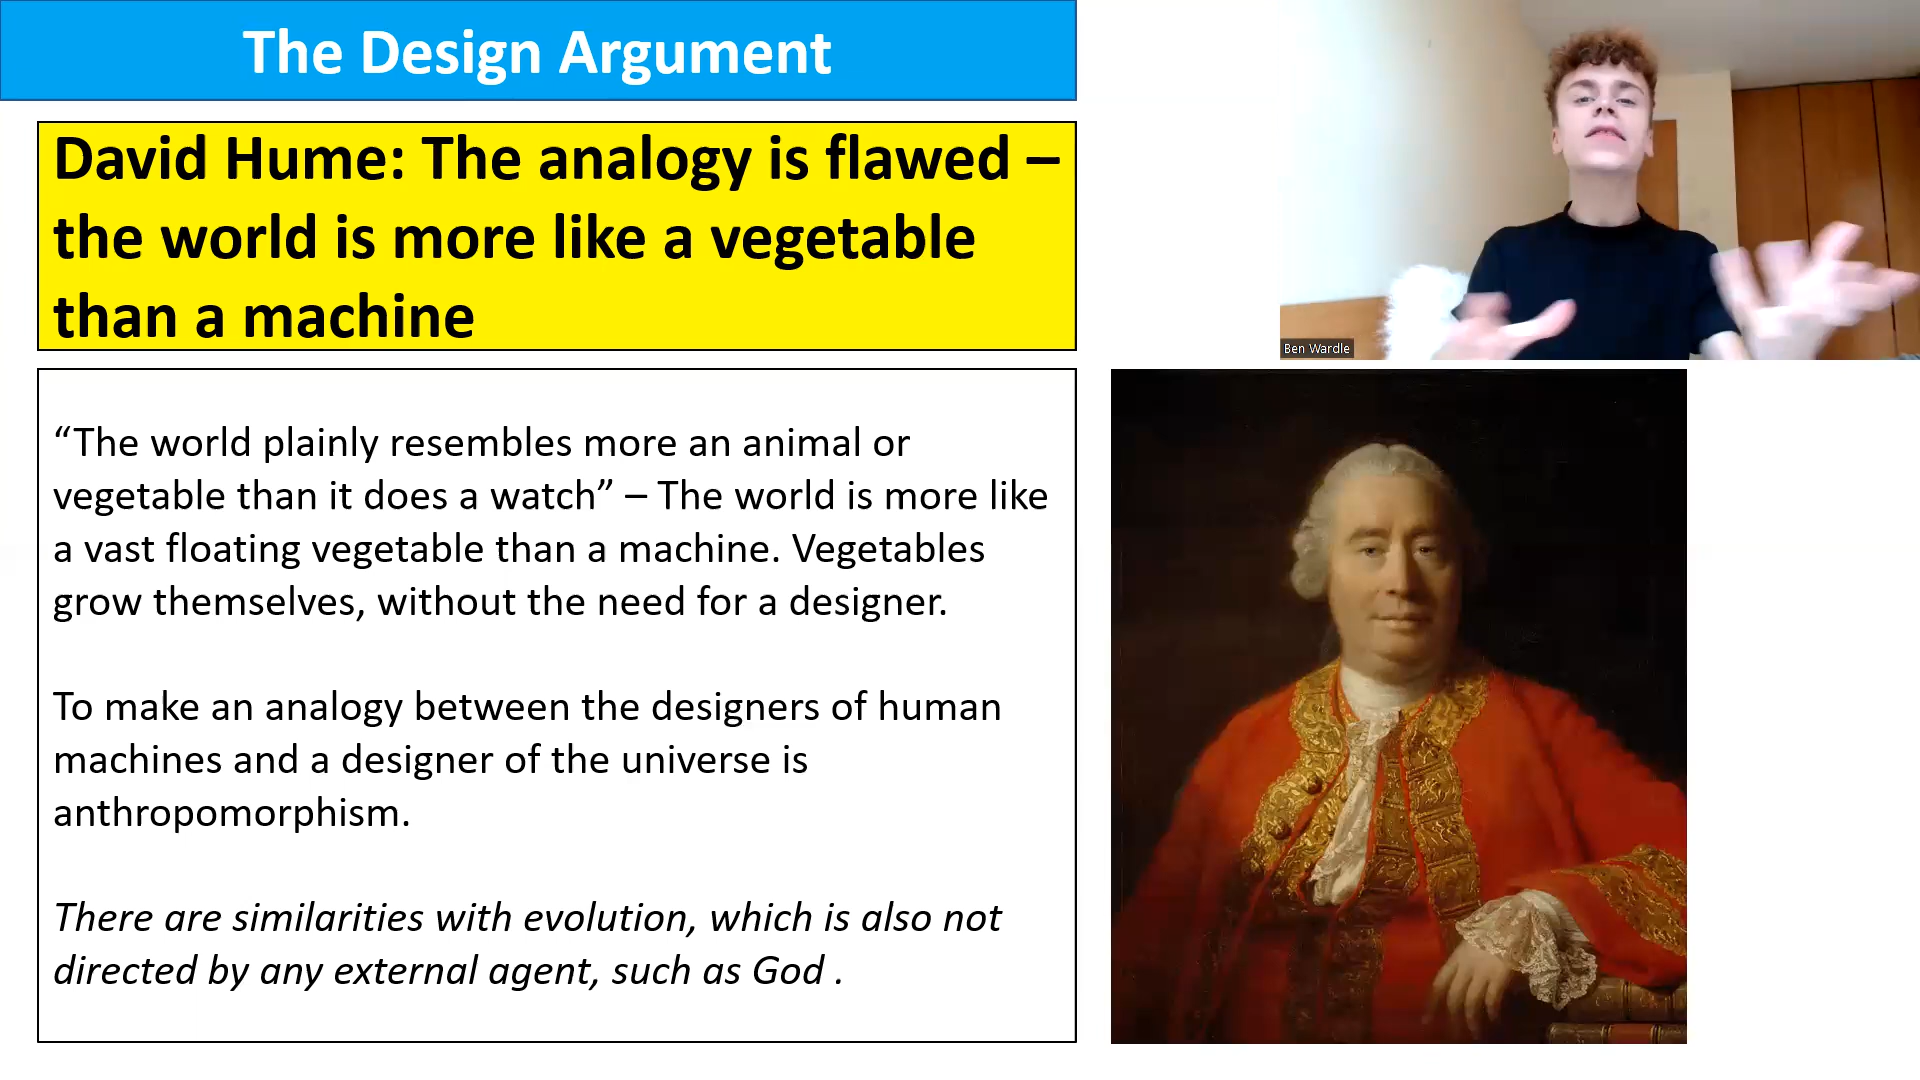 The Design Argument
David Hume: The analogy is flawed –
the world is more like a vegetable
than a machine
Ben Wardle
“The world plainly resembles more an animal or
vegetable than it does a watch” – The world is more like
a vast floating vegetable than a machine. Vegetables
grow themselves, without the need for a designer.
To make an analogy between the designers of human
machines and a designer of the universe is
anthropomorphism.
There are similarities with evolution, which is also not
directed by any external agent, such as God .